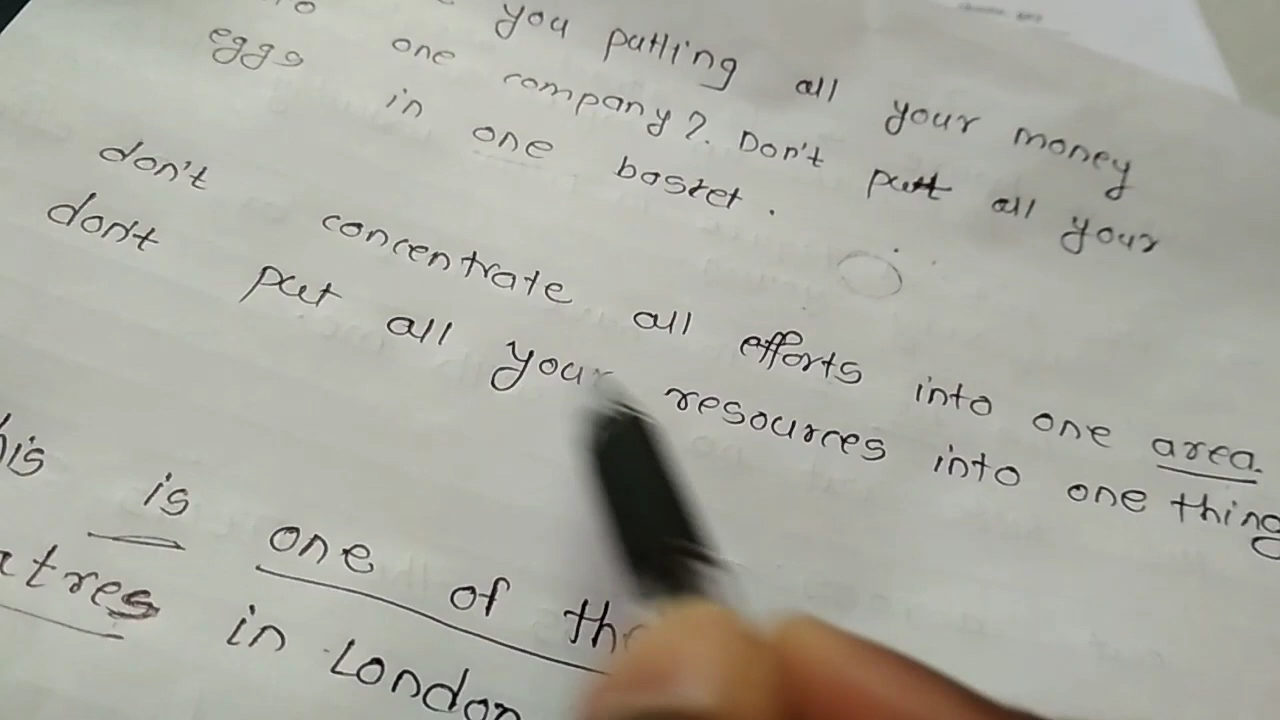 you putting all your money
one company?. Don't put all your
eggs in one basket.
don't concentrate all efforts into one area.
don't put all your resources into one thing
is one of the
in London